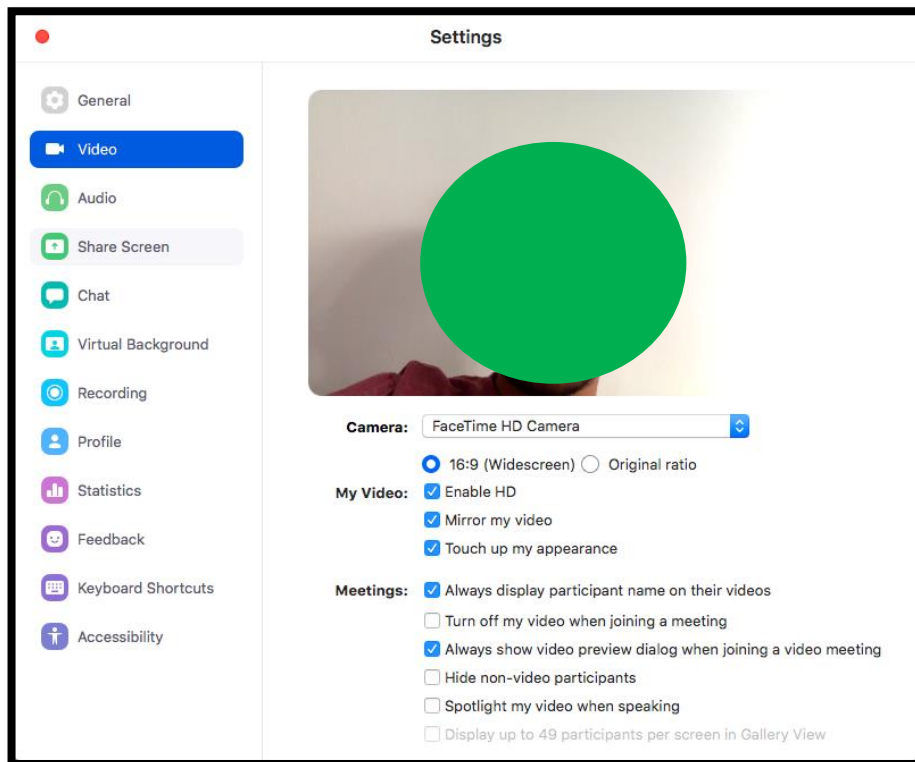 Settings
General
Video
Audio
Share Screen
Chat
Virtual Background
Recording
Profile
Statistics
Feedback
Keyboard Shortcuts
Accessibility
Camera: FaceTime HD Camera
16:9 (Widescreen) Original ratio
My Video: Enable HD
Mirror my video
Touch up my appearance
Meetings: Always display participant name on their videos
Turn off my video when joining a meeting
Always show video preview dialog when joining a video meeting
Hide non-video participants
Spotlight my video when speaking
Display up to 49 participants per screen in Gallery View